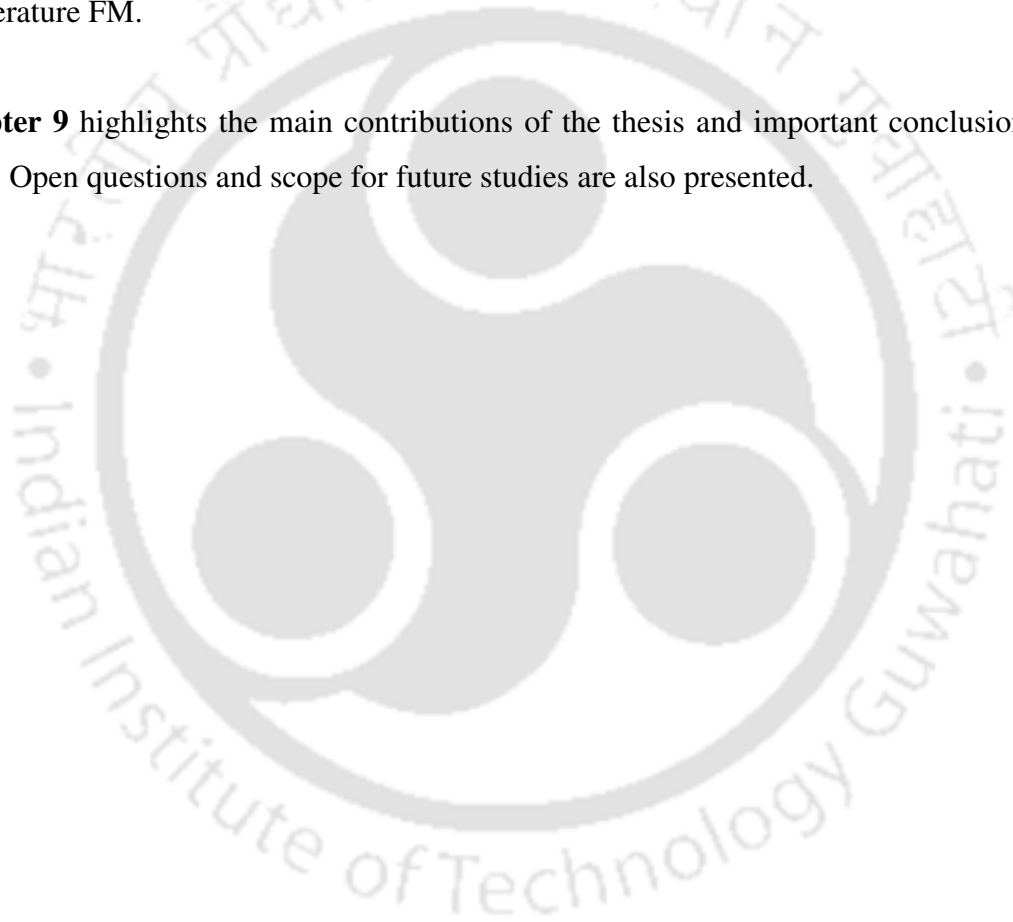 erature FM.
pter 9 highlights the main contributions of the thesis and important conclusion
Open questions and scope for future studies are also presented.
भारतीय
गुवाहाटी
Indian Institute of Technology Guwahati